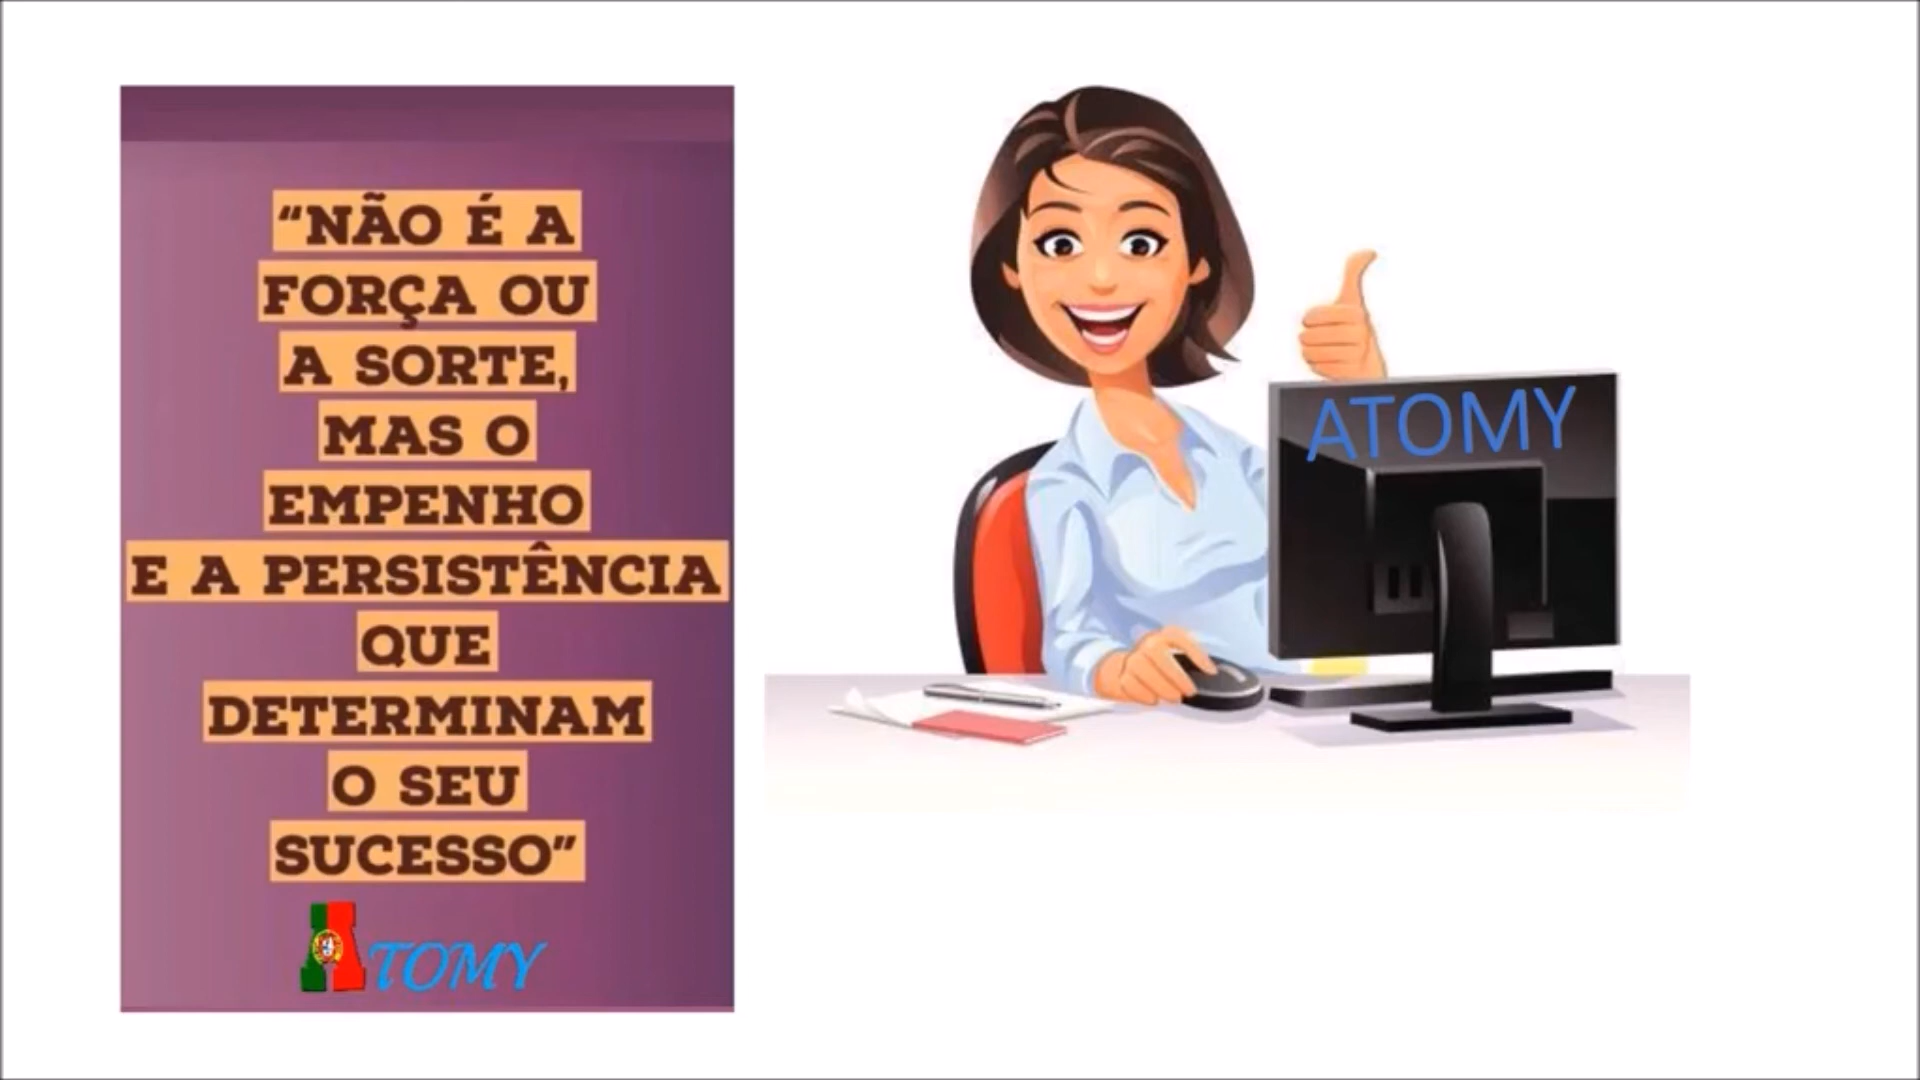 “NÃO É A
FORÇA OU
A SORTE,
MAS O
EMPENHO
E A PERSISTÊNCIA
QUE
DETERMINAM
O SEU
SUCESSO”
ATOMY
ATOMY